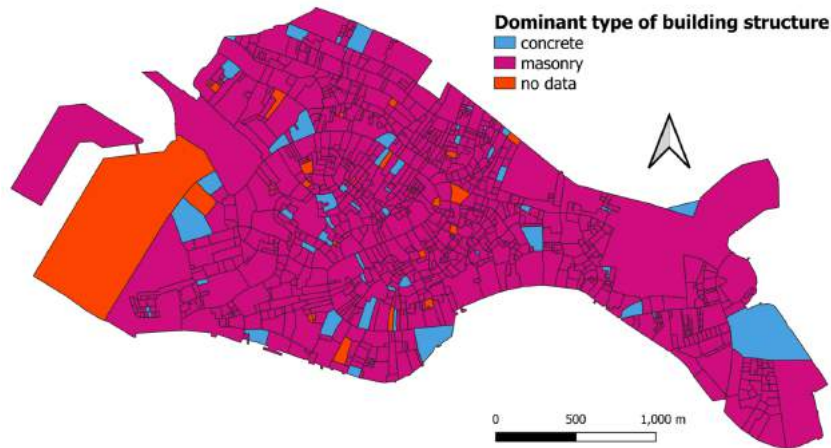 Dominant type of building structure
concrete
masonry
no data
0 500 1,000 m